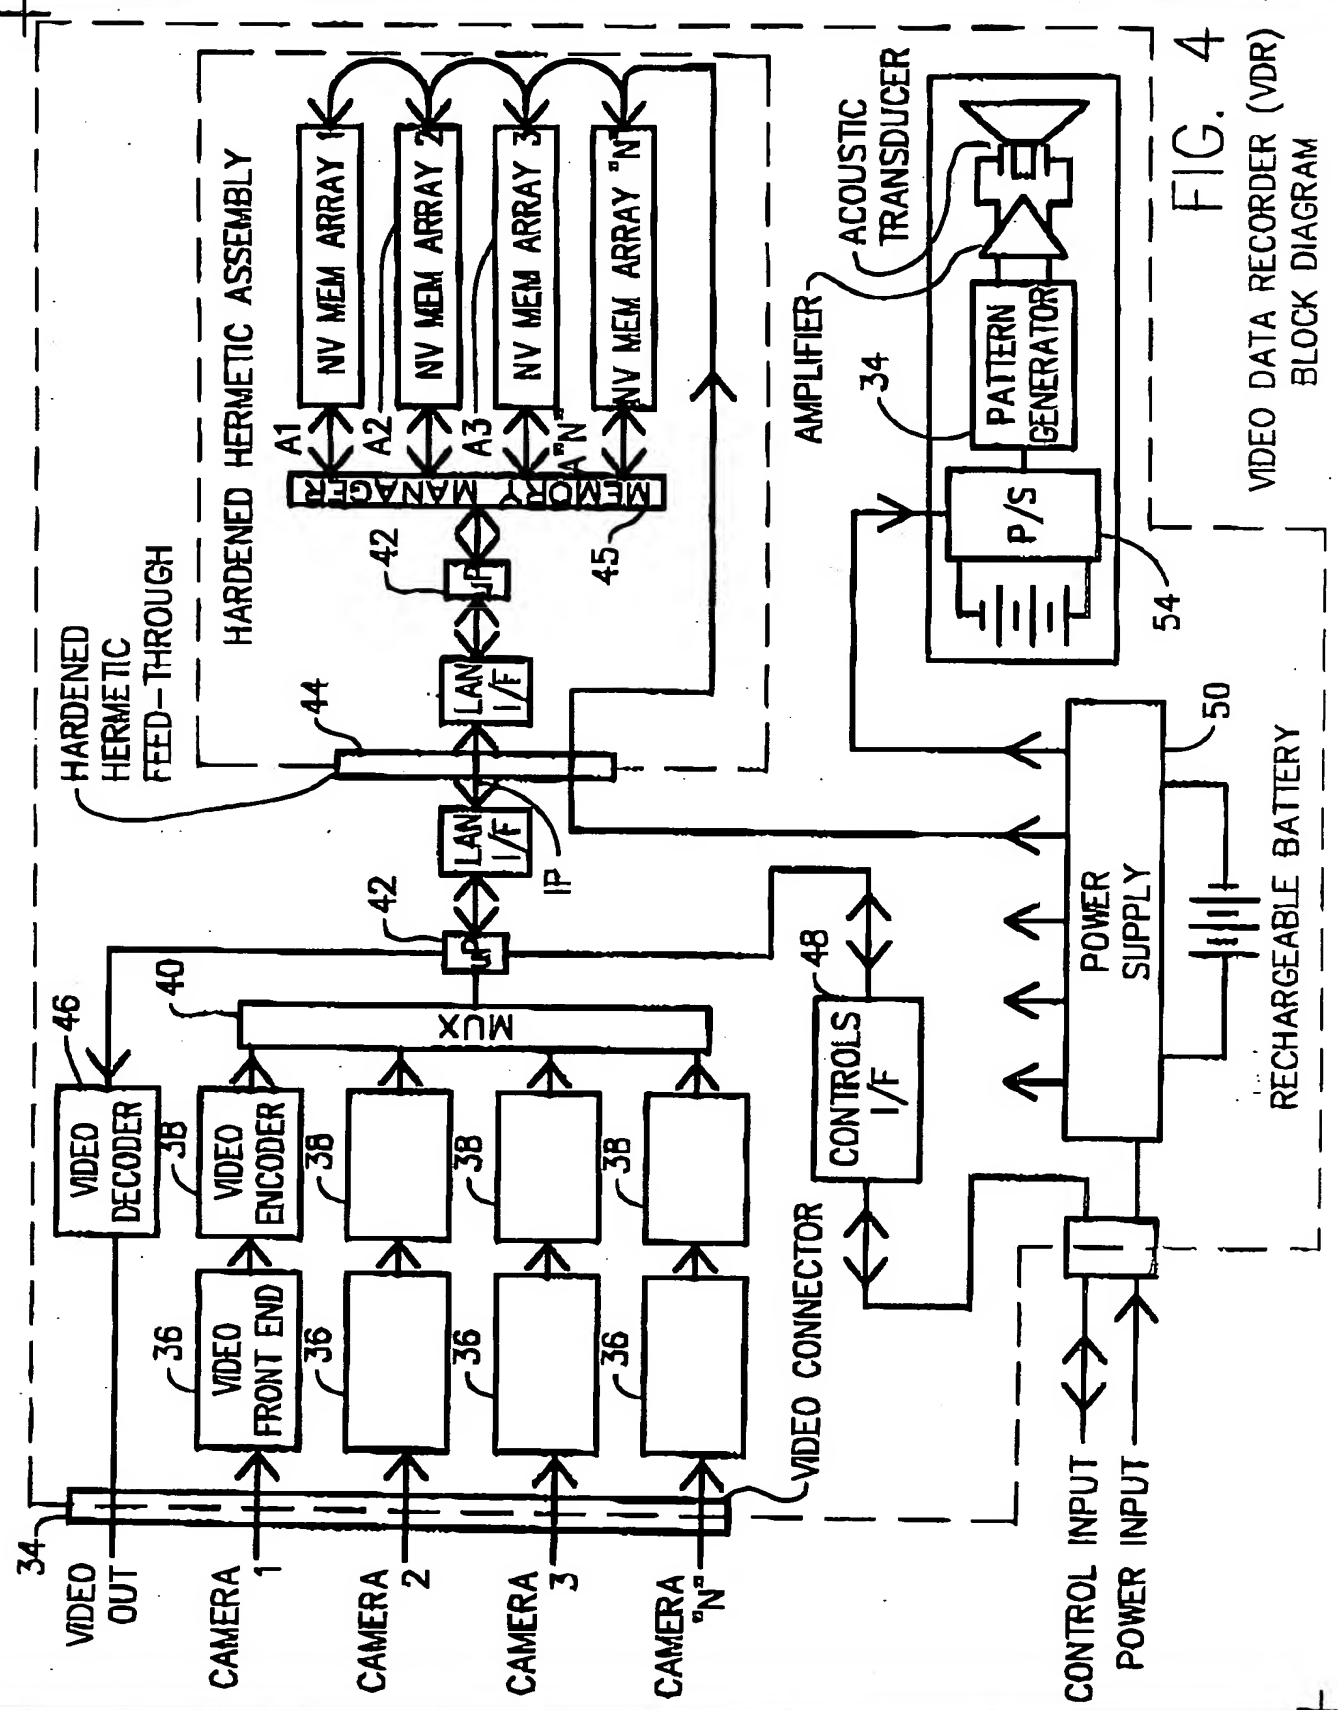 HARDENED
HERMETIC
FEED-THROUGH
HARDENED HERMETIC ASSEMBLY
34
VIDEO
OUT
46
VIDEO
DECODER
40
42
44
42
A1
NV MEM ARRAY 1
CAMERA
1
36
VIDEO
FRONT END
38
VIDEO
ENCODER
MUX
µP
LAN
I/F
IP
LAN
I/F
µP
MEMORY MANAGER
45
A2
NV MEM ARRAY 2
CAMERA
2
36
38
A3
NV MEM ARRAY 3
CAMERA
3
36
38
A"N"
NV MEM ARRAY "N"
CAMERA
"N"
36
38
VIDEO CONNECTOR
CONTROLS
I/F
48
AMPLIFIER
ACOUSTIC
TRANSDUCER
34
PATTERN
GENERATOR
P/S
54
CONTROL INPUT
POWER INPUT
POWER
SUPPLY
50
RECHARGEABLE BATTERY
FIG. 4
VIDEO DATA RECORDER (VDR)
BLOCK DIAGRAM